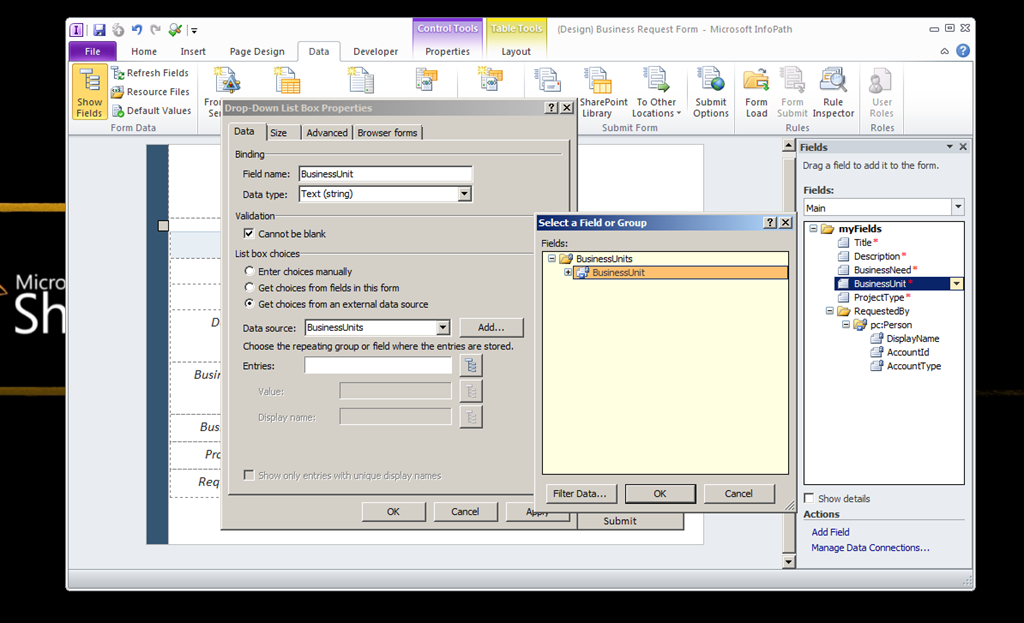 Control Tools
Table Tools
(Design) Business Request Form - Microsoft InfoPath
File
Home
Insert
Page Design
Data
Developer
Properties
Layout
Show Fields
Refresh Fields
Resource Files
Default Values
Form Data
SharePoint Library
To Other Locations
Submit Form
Submit Options
Form Load
Form Submit
Rule Inspector
Rules
User Roles
Roles
Drop-Down List Box Properties
Data
Size
Advanced
Browser forms
Binding
Field name:
BusinessUnit
Data type:
Text (string)
Validation
Cannot be blank
List box choices
Enter choices manually
Get choices from fields in this form
Get choices from an external data source
Data source:
BusinessUnits
Add...
Choose the repeating group or field where the entries are stored.
Entries:
Value:
Display name:
Show only entries with unique display names
OK
Cancel
Apply
Submit
Select a Field or Group
Fields:
BusinessUnits
BusinessUnit
Filter Data...
OK
Cancel
Fields
Drag a field to add it to the form.
Fields:
Main
myFields
Title *
Description *
BusinessNeed *
BusinessUnit *
ProjectType *
RequestedBy
pc:Person
DisplayName
AccountId
AccountType
Show details
Actions
Add Field
Manage Data Connections...